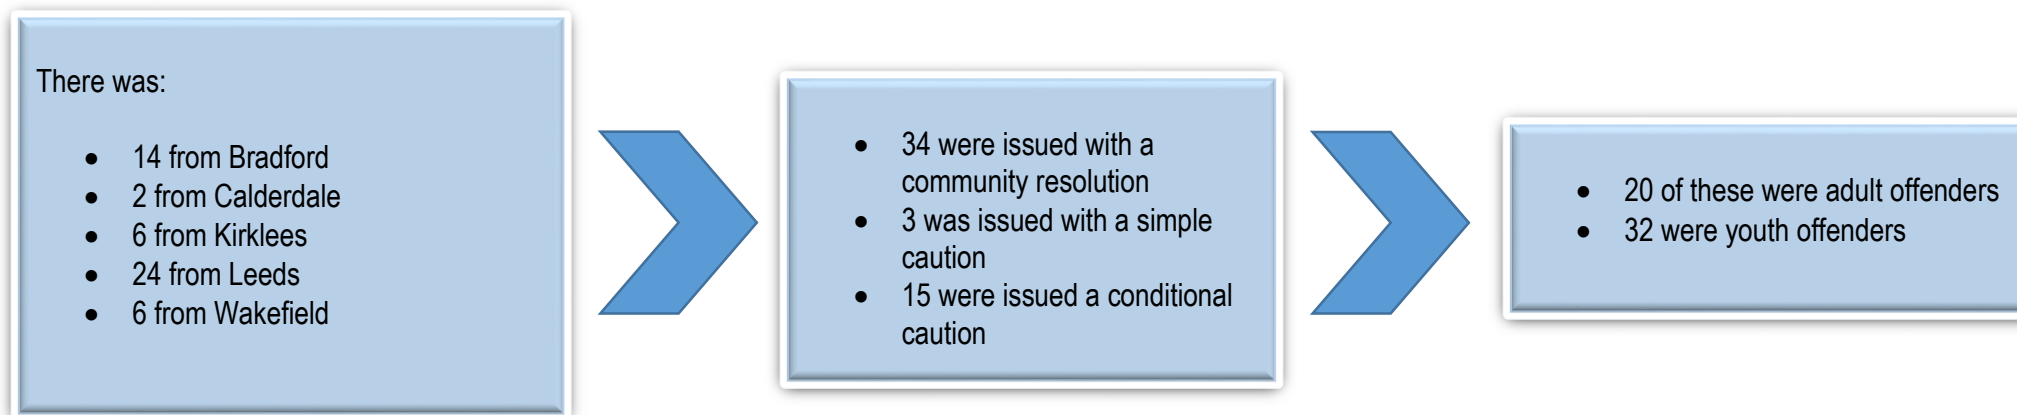 There was:
• 14 from Bradford
• 2 from Calderdale
• 6 from Kirklees
• 24 from Leeds
• 6 from Wakefield
• 34 were issued with a
community resolution
• 3 was issued with a simple
caution
• 15 were issued a conditional
caution
• 20 of these were adult offenders
• 32 were youth offenders